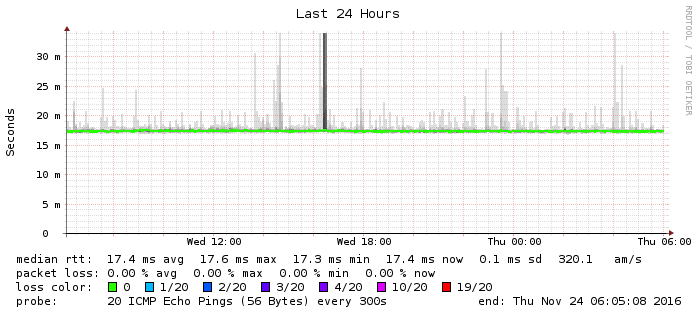 Last 24 Hours
RRDTOOL / TOBI OETIKER
Seconds
30 m
25 m
20 m
15 m
10 m
5 m
0
Wed 12:00 Wed 18:00 Thu 00:00 Thu 06:00
median rtt: 17.4 ms avg 17.6 ms max 17.3 ms min 17.4 ms now 0.1 ms sd 320.1 am/s
packet loss: 0.00 % avg 0.00 % max 0.00 % min 0.00 % now
loss color: 0 1/20 2/20 3/20 4/20 10/20 19/20
probe: 20 ICMP Echo Pings (56 Bytes) every 300s end: Thu Nov 24 06:05:08 2016